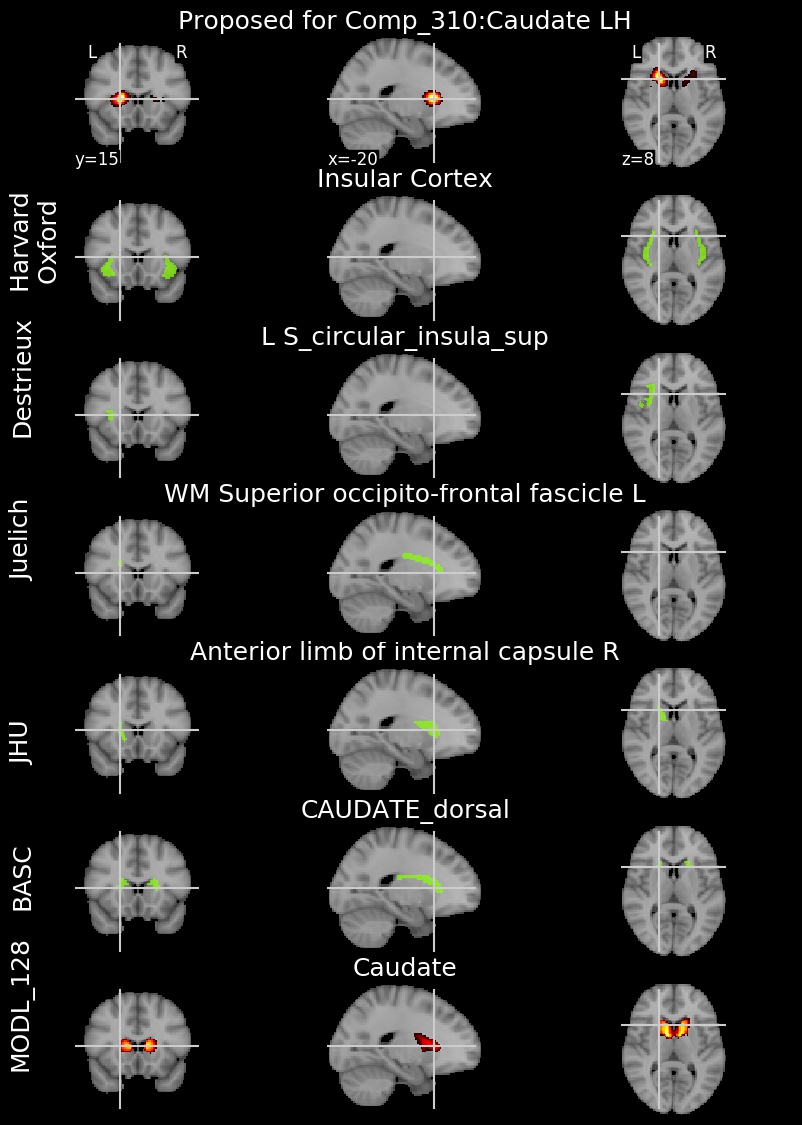 Proposed for Comp_310:Caudate LH
L R
L R
y=15
x=-20
z=8
Insular Cortex
Harvard
Oxford
L S_circular_insula_sup
Destrieux
WM Superior occipito-frontal fascicle L
Juelich
Anterior limb of internal capsule R
JHU
CAUDATE_dorsal
BASC
Caudate
MODL_128